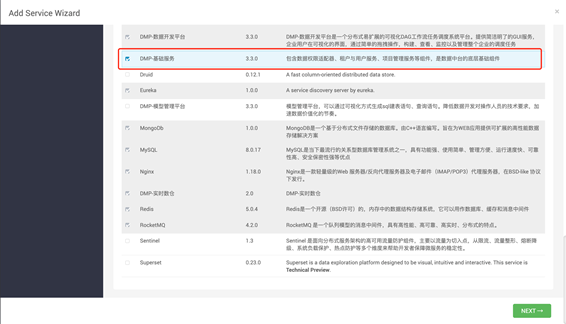 Add Service Wizard
×
DMP-数据开发平台 3.3.0 DMP-数据开发平台是一个分布式易扩展的可视化DAG工作流任务调度系统平台。提供简洁明了的GUI服务,
企业用户在可视化的界面,通过简单的拖拽操作,构建、查看、监控以及管理整个企业的调度任务
DMP-基础服务 3.3.0 包含数据权限适配器、租户与用户服务、项目管理服务等组件,是数据中台的底层基础组件
Druid 0.12.1 A fast column-oriented distributed data store.
Eureka 1.0.0 A service discovery server by eureka.
DMP-模型管理平台 3.3.0 模型管理平台,可以通过可视化方式生成sql建表语句、查询语句。降低数据开发对操作人员的技术要求、加
速数据价值化的节奏。
MongoDb 1.0.0 MongoDB是一个基于分布式文件存储的数据库。由C++语言编写。旨在为WEB应用提供可扩展的高性能数据
存储解决方案
MySQL 8.0.17 MySQL是当下最流行的关系型数据库管理系统之一,具有功能强、使用简单、管理方便、运行速度快、可靠
性高、安全保密性强等优点
Nginx 1.18.0 Nginx是一款轻量级的Web 服务器/反向代理服务器及电子邮件(IMAP/POP3)代理服务器,在BSD-like 协议
下发行。
DMP-实时数仓 2.0 DMP-实时数仓
Redis 5.0.4 Redis是一个开源(BSD许可)的,内存中的数据结构存储系统,它可以用作数据库、缓存和消息中间件
RocketMQ 4.2.0 RocketMQ是一个队列模型的消息中间件,具有高性能、高可靠、高实时、分布式的特点。
Sentinel 1.3 Sentinel 是面向分布式服务架构的高可用流量防护组件,主要以流量为切入点,从限流、流量整形、熔断降
级、系统负载保护、热点防护等多个维度来帮助开发者保障微服务的稳定性。
Superset 0.23.0 Superset is a data exploration platform designed to be visual, intuitive and interactive. This service is
Technical Preview.
NEXT →